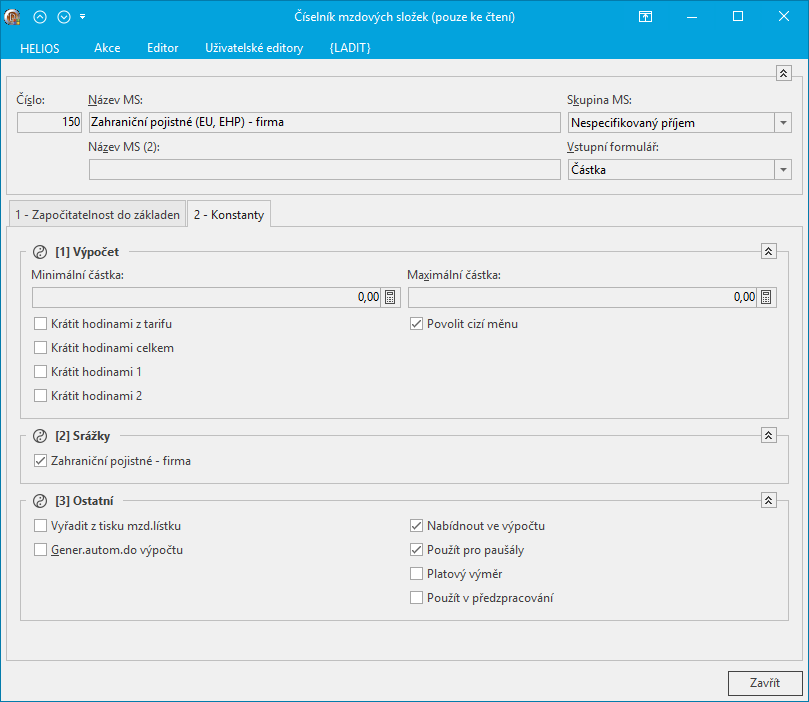 Číselník mzdových složek (pouze ke čtení)
HELIOS Akce Editor Uživatelské editory {LADIT}
Číslo: Název MS: Skupina MS:
150 Zahraniční pojistné (EU, EHP) - firma Nespecifikovaný příjem
Název MS (2): Vstupní formulář:
Částka
1 - Započitatelnost do základen 2 - Konstanty
[1] Výpočet
Minimální částka: Maximální částka:
0,00 0,00
Krátit hodinami z tarifu Povolit cizí měnu
Krátit hodinami celkem
Krátit hodinami 1
Krátit hodinami 2
[2] Srážky
Zahraniční pojistné - firma
[3] Ostatní
Vyřadit z tisku mzd.lístku Nabídnout ve výpočtu
Gener.autom.do výpočtu Použít pro paušály
Platový výměr
Použít v předzpracování
Zavřít